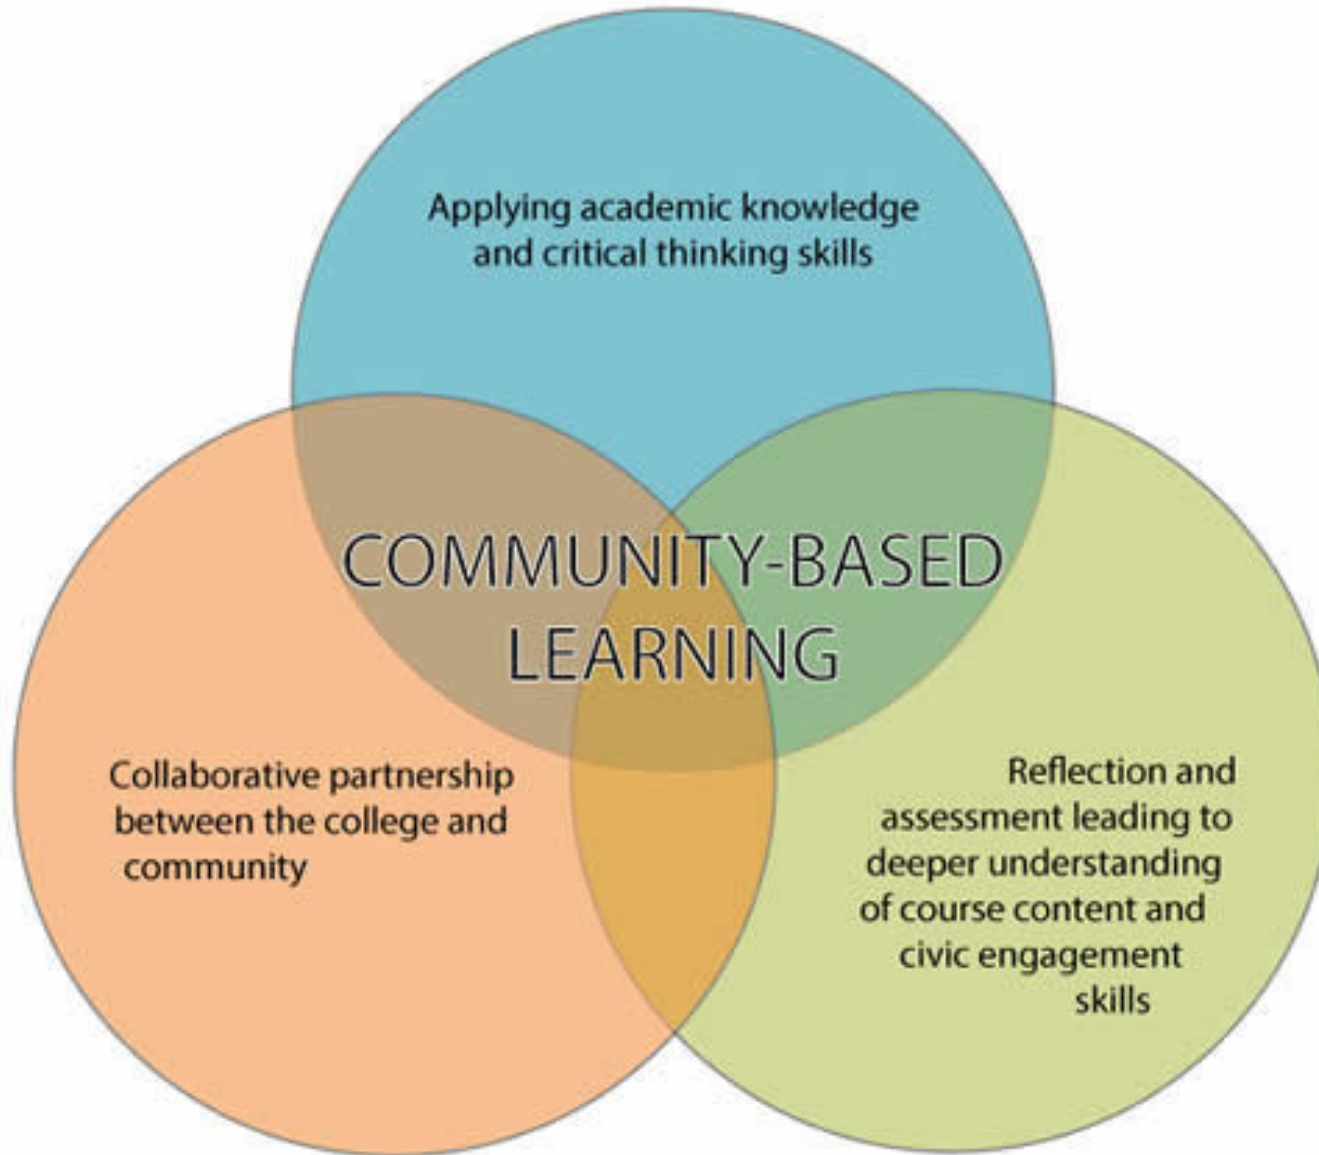 Applying academic knowledge
and critical thinking skills
COMMUNITY-BASED
LEARNING
Collaborative partnership
between the college and
community
Reflection and
assessment leading to
deeper understanding
of course content and
civic engagement
skills